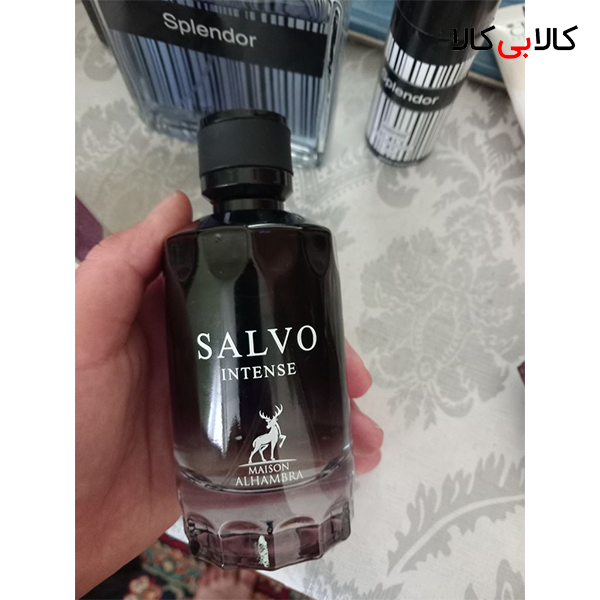 کالا بی کالا
Splendor
Splendor
SALVO
INTENSE
MAISON
ALHAMBRA